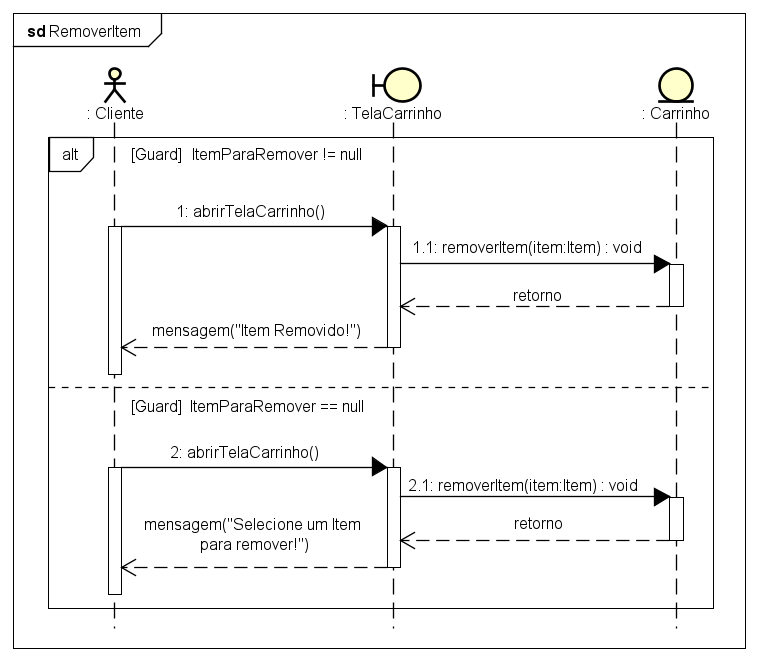 sd RemoverItem
: Cliente
: TelaCarrinho
: Carrinho
alt
[Guard] ItemParaRemover != null
1: abrirTelaCarrinho()
1.1: removerItem(item:Item) : void
retorno
mensagem("Item Removido!")
[Guard] ItemParaRemover == null
2: abrirTelaCarrinho()
2.1: removerItem(item:Item) : void
retorno
mensagem("Selecione um Item
para remover!")